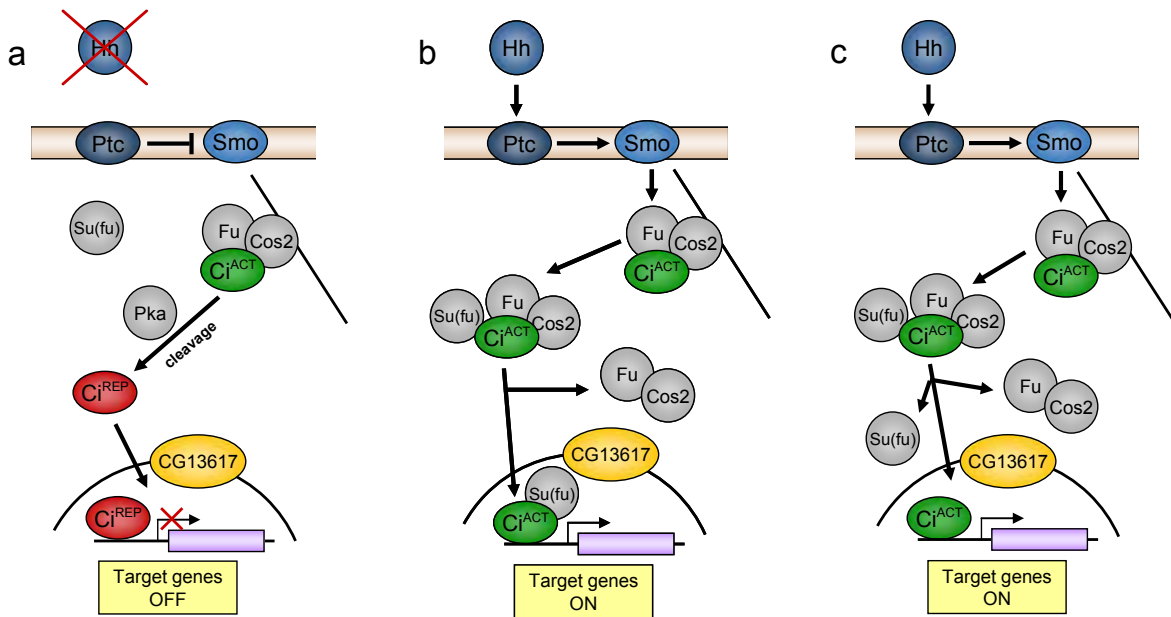 a
Hh
Ptc
Smo
Su(fu)
Fu
Cos2
Ci^ACT
Pka
cleavage
Ci^REP
CG13617
Ci^REP
Target genes
OFF
b
Hh
Ptc
Smo
Fu
Cos2
Ci^ACT
Su(fu)
Fu
Cos2
Ci^ACT
Fu
Cos2
CG13617
Su(fu)
Ci^ACT
Target genes
ON
c
Hh
Ptc
Smo
Fu
Cos2
Ci^ACT
Su(fu)
Fu
Cos2
Ci^ACT
Fu
Cos2
Su(fu)
CG13617
Ci^ACT
Target genes
ON